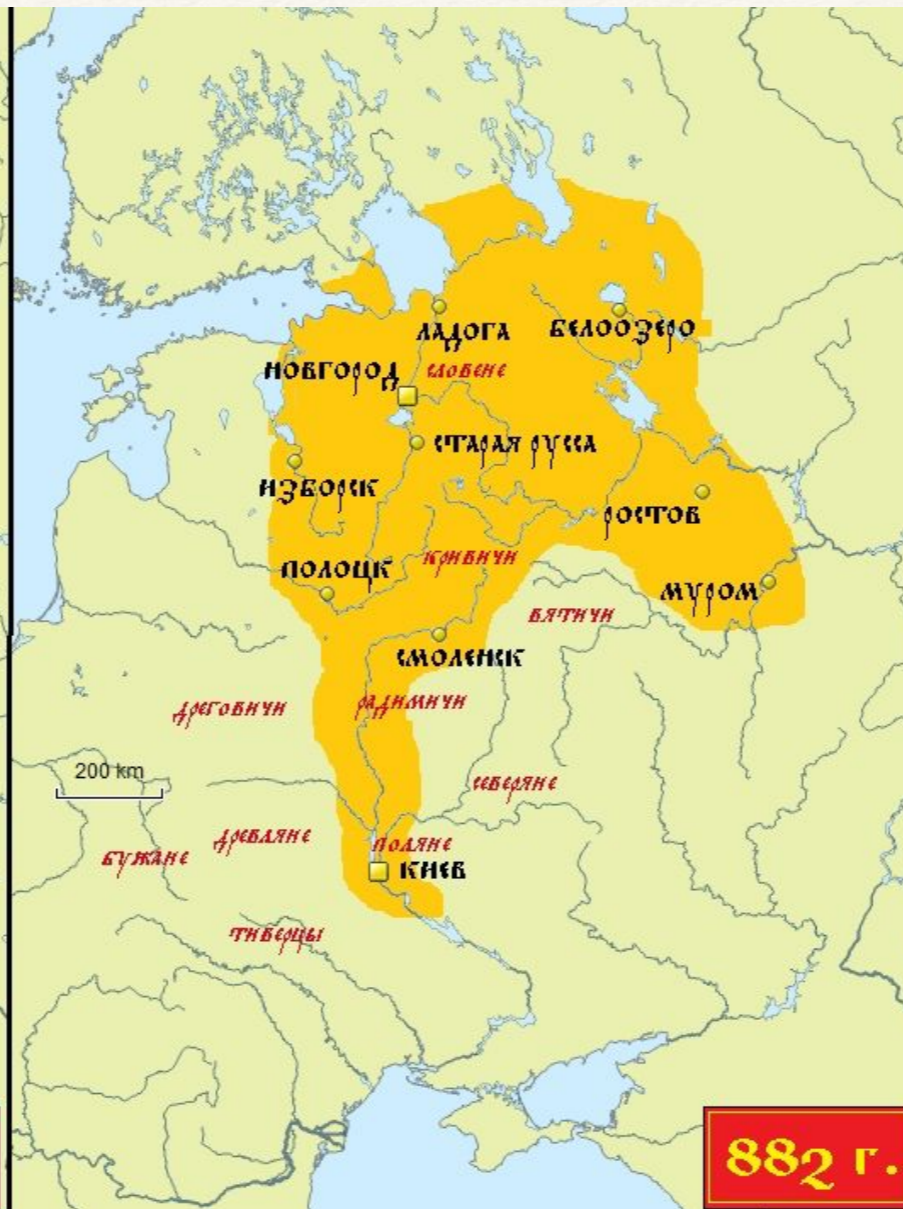 ЛАДОГА
БЕЛООЗЕРО
НОВГОРОД
СЛОВЕНЕ
СТАРАЯ РУССА
ИЗБОРСК
РОСТОВ
КРИВИЧИ
ПОЛОЦК
МУРОМ
ВЯТИЧИ
СМОЛЕНСК
ДРЕГОВИЧИ
РАДИМИЧИ
200 km
СЕВЕРЯНЕ
ДРЕВЛЯНЕ
ПОЛЯНЕ
БУЖАНЕ
КИЕВ
ТИВЕРЦЫ
882 г.